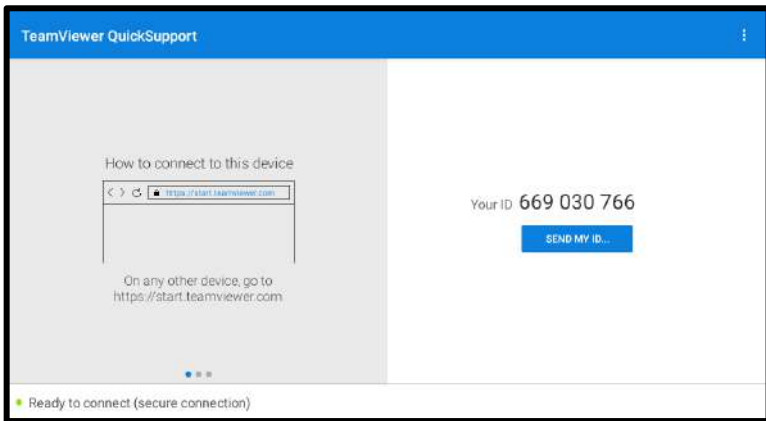 TeamViewer QuickSupport
How to connect to this device
https://start.teamviewer.com
On any other device, go to
https://start.teamviewer.com
Your ID 669 030 766
SEND MY ID...
Ready to connect (secure connection)